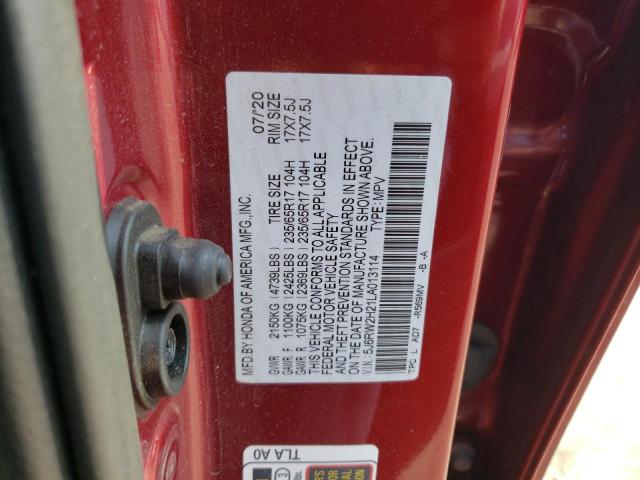 MFD.BY HONDA OF AMERICA MFG.,INC. 07/'20
TIRE SIZE RIM SIZE
GVWR 2150KG(4739LBS)
GAWR F 1100KG(2425LBS) 235/65R17 104H 17X7.5J
GAWR R 1075KG(2369LBS) 235/65R17 104H 17X7.5J
THIS VEHICLE CONFORMS TO ALL APPLICABLE
FEDERAL MOTOR VEHICLE SAFETY
AND THEFT PREVENTION STANDARDS IN EFFECT
ON THE DATE OF MANUFACTURE SHOWN ABOVE.
V.I.N.:5J6RW2H21LA013114 TYPE:MPV
TPC L AO7 -R569MV -B -A
TLA A0